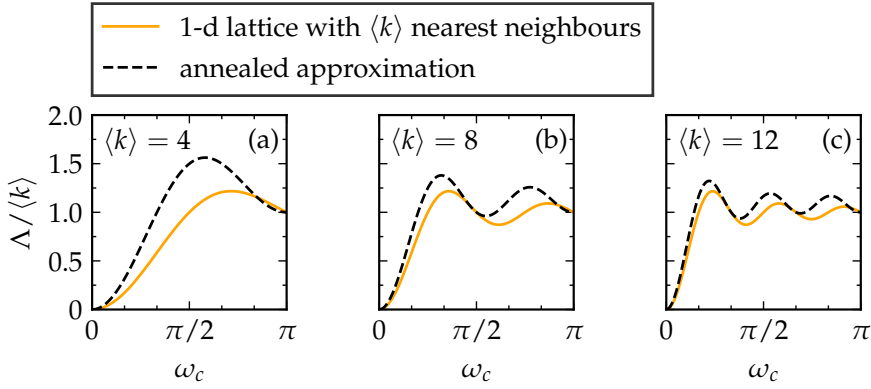 1-d lattice with ⟨k⟩ nearest neighbours
annealed approximation
⟨k⟩ = 4 (a)
⟨k⟩ = 8 (b)
⟨k⟩ = 12 (c)
Λ/⟨k⟩
2.0
1.5
1.0
0.5
0
0 π/2 π
0 π/2 π
0 π/2 π
ω_c
ω_c
ω_c